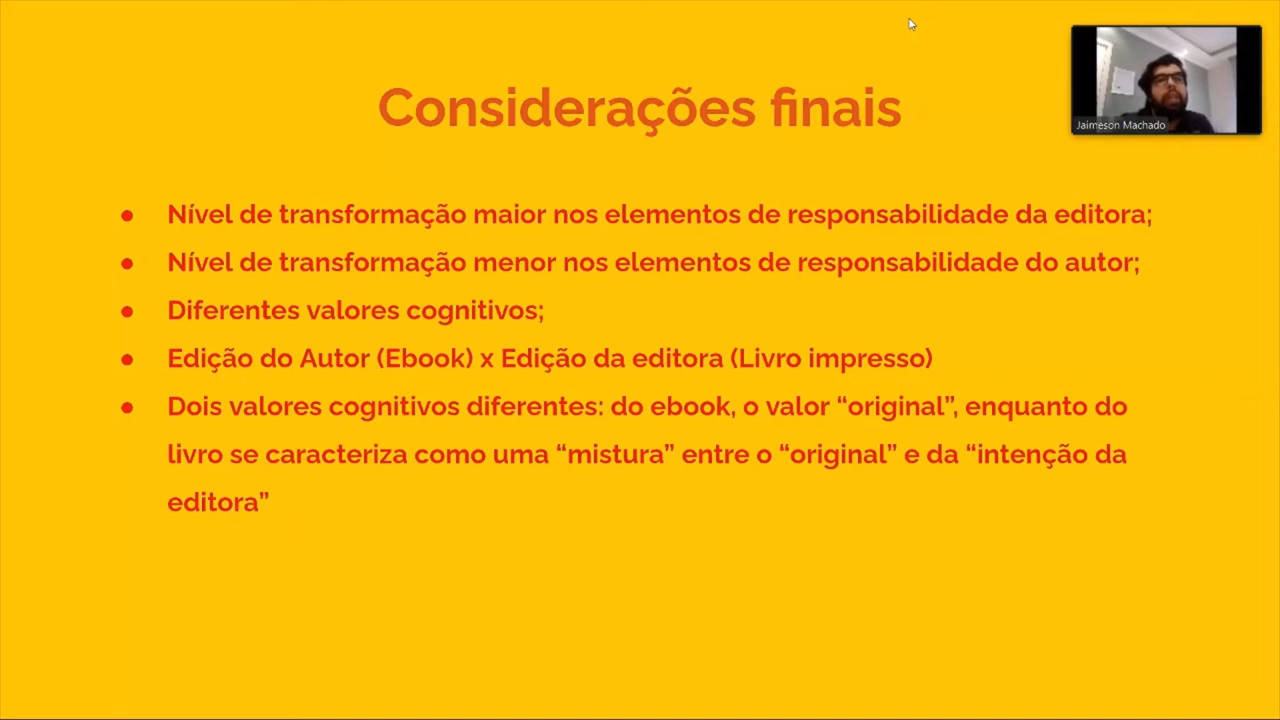 Considerações finais
Jaimeson Machado
● Nível de transformação maior nos elementos de responsabilidade da editora;
● Nível de transformação menor nos elementos de responsabilidade do autor;
● Diferentes valores cognitivos;
● Edição do Autor (Ebook) x Edição da editora (Livro impresso)
● Dois valores cognitivos diferentes: do ebook, o valor “original”, enquanto do
livro se caracteriza como uma “mistura” entre o “original” e da “intenção da
editora”